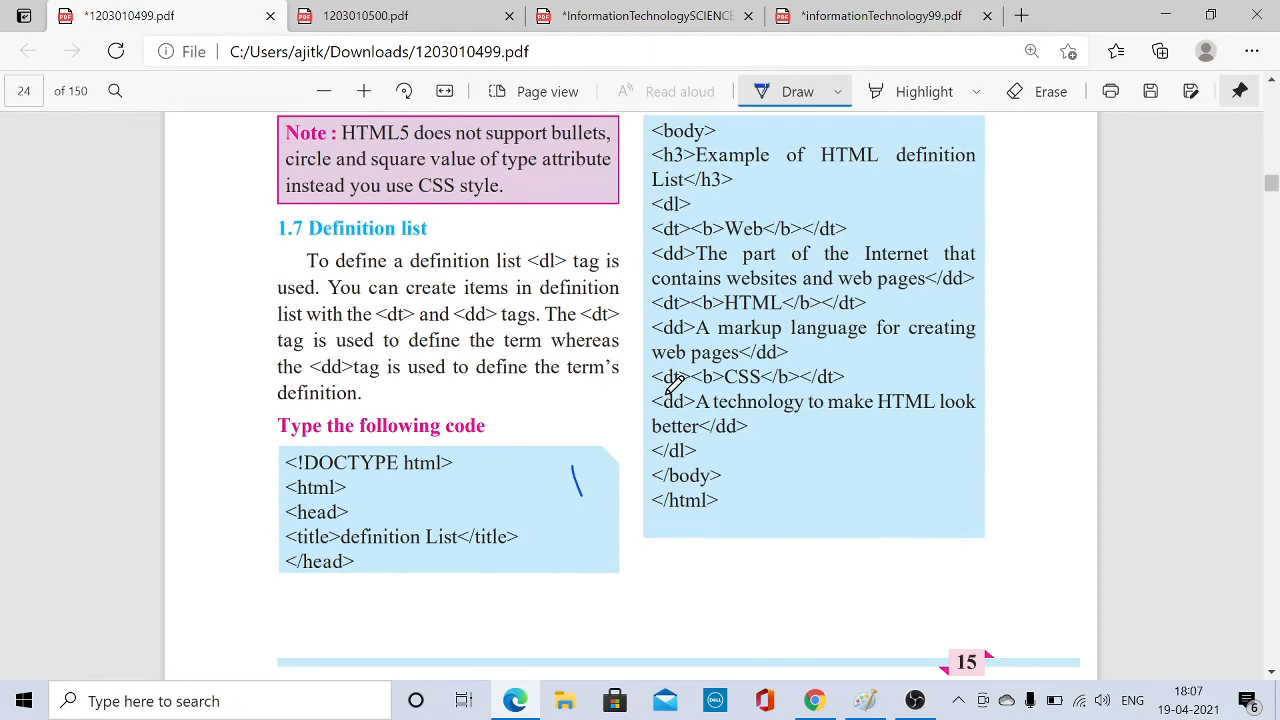 *1203010499.pdf
*1203010500.pdf
*InformationTechnologySCIENCE
*InfomatonTechnologySCIENCE.pdf
File
C:/Users/ajitk/Downloads/1203010499.pdf
24 of 150
Page view
Read aloud
Draw
Highlight
Erase
Note : HTML5 does not support bullets,
circle and square value of type attribute
instead you use CSS style.
1.7 Definition list
To define a definition list <dl> tag is
used. You can create items in definition
list with the <dt> and <dd> tags. The <dt>
tag is used to define the term whereas
the <dd>tag is used to define the term's
definition.
Type the following code
<!DOCTYPE html>
<html>
<head>
<title>definition List</title>
</head>
<body>
<h3>Example of HTML definition
List</h3>
<dl>
<dt><b>Web</b></dt>
<dd>The part of the Internet that
contains websites and web pages</dd>
<dt><b>HTML</b></dt>
<dd>A markup language for creating
web pages</dd>
<dt><b>CSS</b></dt>
<dd>A technology to make HTML look
better</dd>
</dl>
</body>
</html>
15
Type here to search
DELL
ENG
18:07
19-04-2021
6